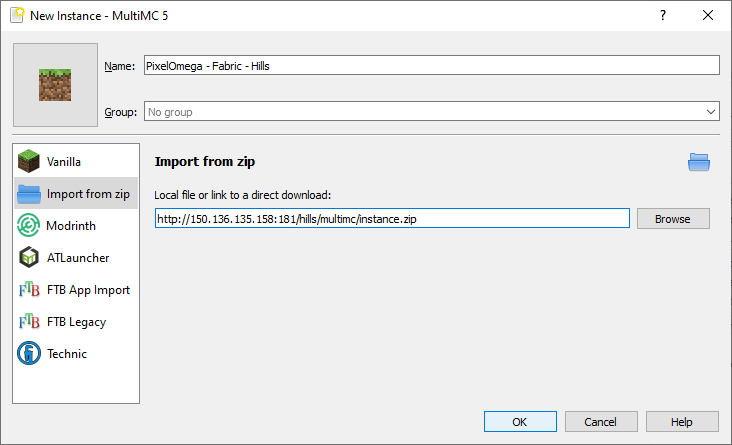 New Instance - MultiMC 5
Name: PixelOmega - Fabric - Hills
Group: No group
Vanilla
Import from zip
Modrinth
ATLauncher
FTB FTB App Import
FTB FTB Legacy
Technic
Import from zip
Local file or link to a direct download:
http://150.136.135.158:181/hills/multimc/instance.zip Browse
OK Cancel Help